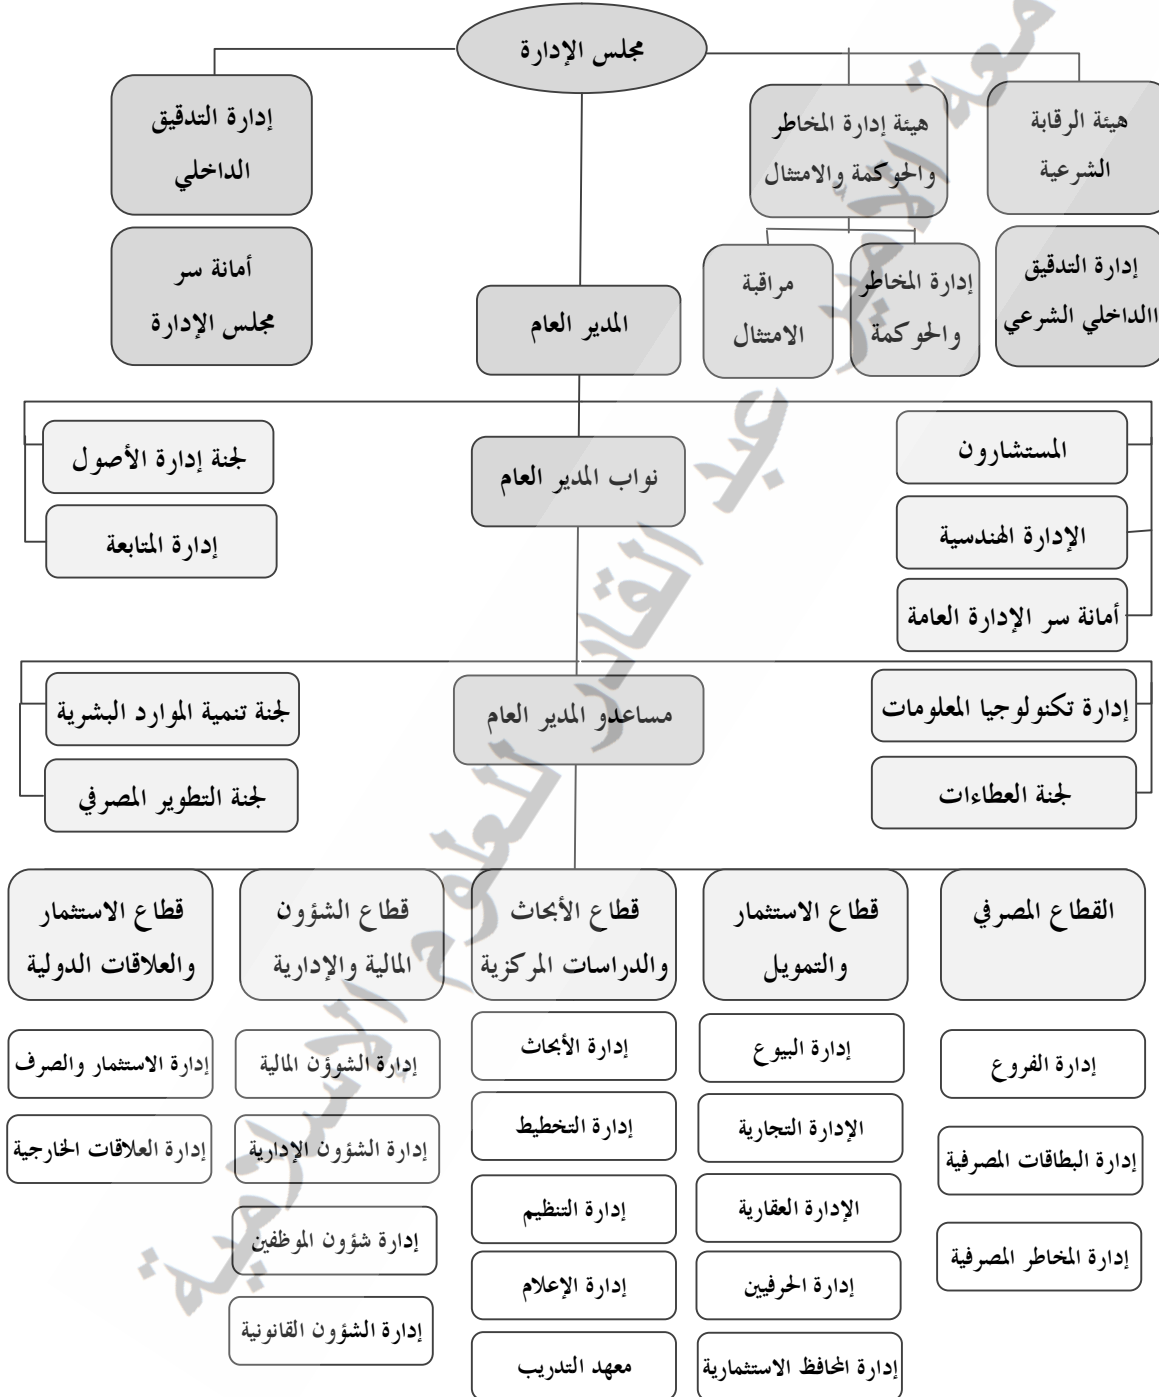 مجلس الإدارة
هيئة الرقابة
الشرعية
هيئة إدارة المخاطر
والحوكمة والامتثال
إدارة التدقيق
الداخلي
إدارة التدقيق
االداخلي الشرعي
إدارة المخاطر
والحوكمة
مراقبة
الامتثال
المدير العام
أمانة سر
مجلس الإدارة
المستشارون
الإدارة الهندسية
أمانة سر الإدارة العامة
نواب المدير العام
لجنة إدارة الأصول
إدارة المتابعة
إدارة تكنولوجيا المعلومات
لجنة العطاءات
مساعدو المدير العام
لجنة تنمية الموارد البشرية
لجنة التطوير المصرفي
القطاع المصرفي
إدارة الفروع
إدارة البطاقات المصرفية
إدارة المخاطر المصرفية
قطاع الاستثمار
والتمويل
إدارة البيوع
الإدارة التجارية
الإدارة العقارية
إدارة الحرفيين
إدارة المحافظ الاستثمارية
قطاع الأبحاث
والدراسات المركزية
إدارة الأبحاث
إدارة التخطيط
إدارة التنظيم
إدارة الإعلام
معهد التدريب
قطاع الشؤون
المالية والإدارية
إدارة الشوؤن المالية
إدارة الشؤون الإدارية
إدارة شؤون الموظفين
إدارة الشؤون القانونية
قطاع الاستثمار
والعلاقات الدولية
إدارة الاستثمار والصرف
إدارة العلاقات الخارجية
الأمير عبد القادر للعلوم الإسلامية